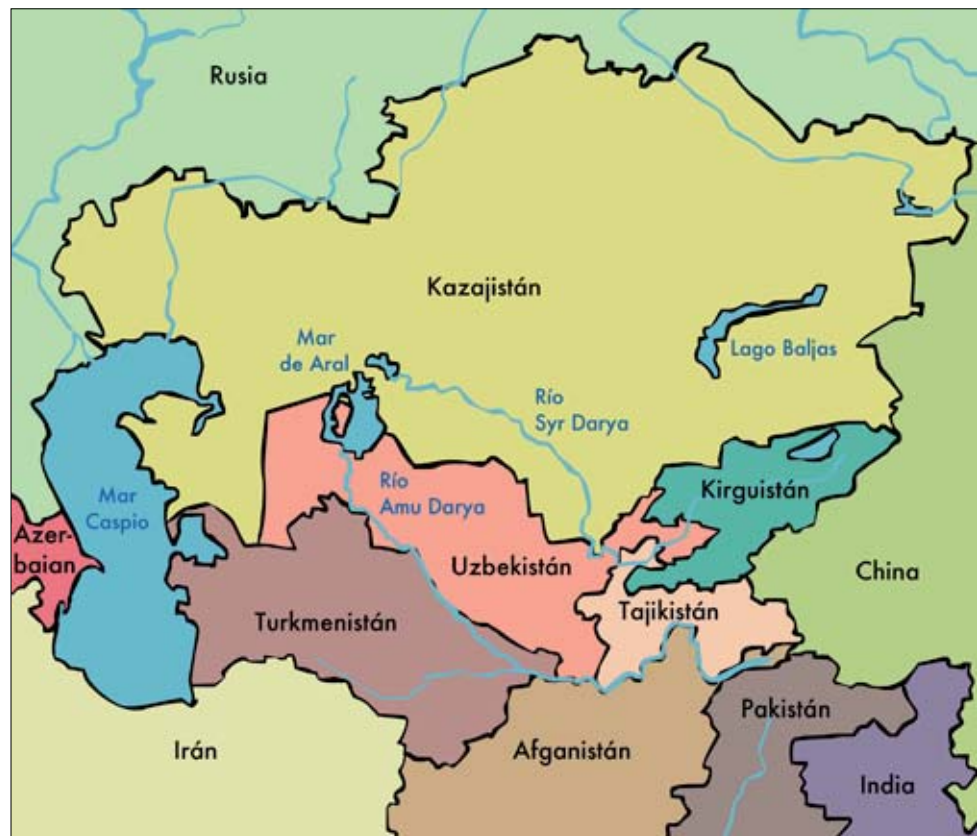 Rusia
Kazajistán
Mar
de Aral
Lago Baljas
Río
Syr Darya
Mar
Caspio
Río
Amu Darya
Kirguistán
Azer-
baian
Uzbekistán
China
Turkmenistán
Tajikistán
Irán
Afganistán
Pakistán
India